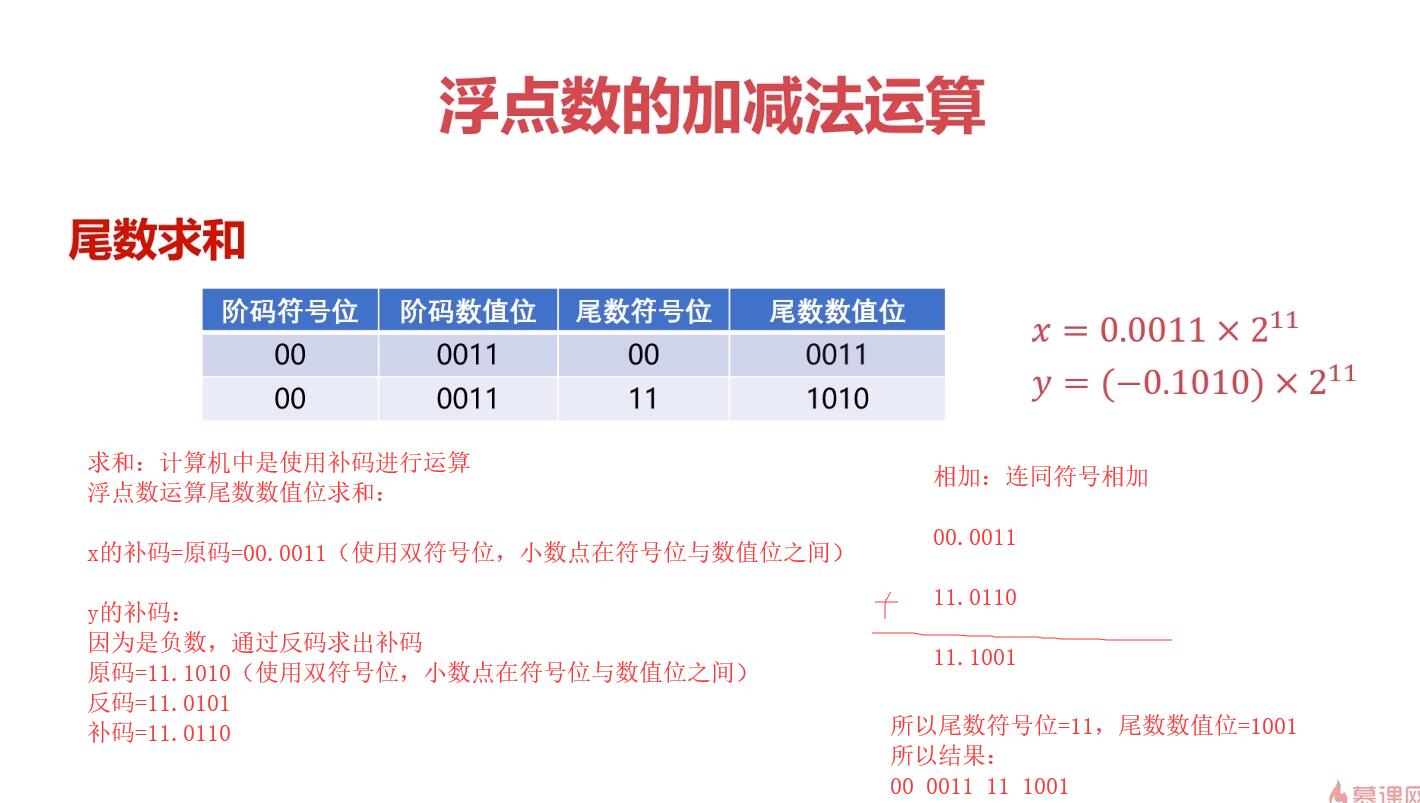 浮点数的加减法运算
尾数求和
阶码符号位 阶码数值位 尾数符号位 尾数数值位
00 0011 00 0011
00 0011 11 1010
x = 0.0011 × 2¹¹
y = (−0.1010) × 2¹¹
求和：计算机中是使用补码进行运算
浮点数运算尾数数值位求和：
x的补码=原码=00.0011（使用双符号位，小数点在符号位与数值位之间）
y的补码：
因为是负数，通过反码求出补码
原码=11.1010（使用双符号位，小数点在符号位与数值位之间）
反码=11.0101
补码=11.0110
相加：连同符号相加
00.0011
+ 11.0110
11.1001
所以尾数符号位=11，尾数数值位=1001
所以结果：
00 0011 11 1001
慕课网